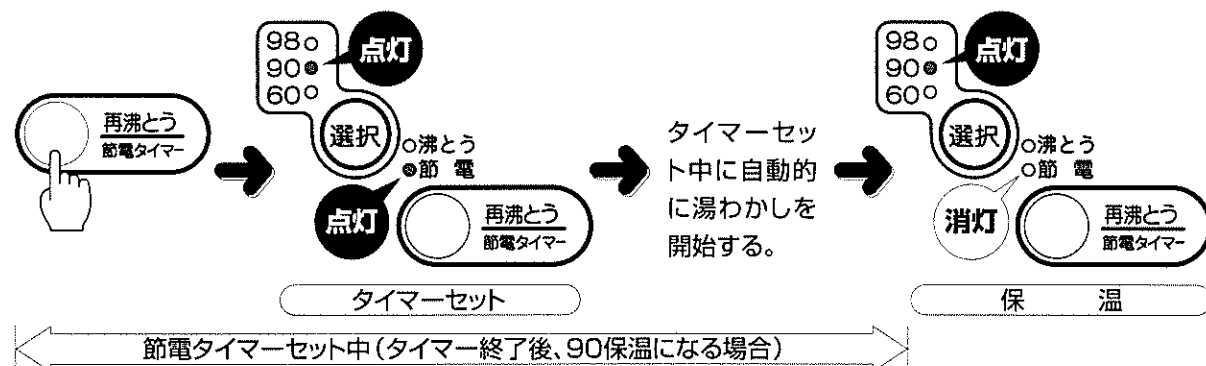 再沸とう
節電タイマー
98
90
60
点灯
選択
沸とう
節 電
点灯
再沸とう
節電タイマー
タイマーセット
タイマーセッ
ト中に自動的
に湯わかしを
開始する。
98
90
60
点灯
選択
沸とう
節 電
消灯
再沸とう
節電タイマー
保 温
節電タイマーセット中(タイマー終了後、90保温になる場合)